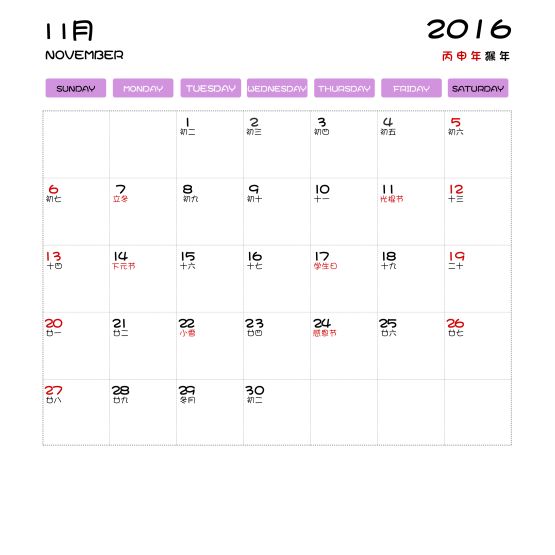 11月 2016
NOVEMBER 丙申年 猴年
SUNDAY MONDAY TUESDAY WEDNESDAY THURSDAY FRIDAY SATURDAY
1 2 3 4 5
初二 初三 初四 初五 初六
6 7 8 9 10 11 12
初七 立冬 初九 初十 十一 光棍节 十三
13 14 15 16 17 18 19
十四 下元节 十六 十七 学生日 十九 二十
20 21 22 23 24 25 26
廿一 廿二 小雪 廿四 感恩节 廿六 廿七
27 28 29 30
廿八 廿九 冬月 初二